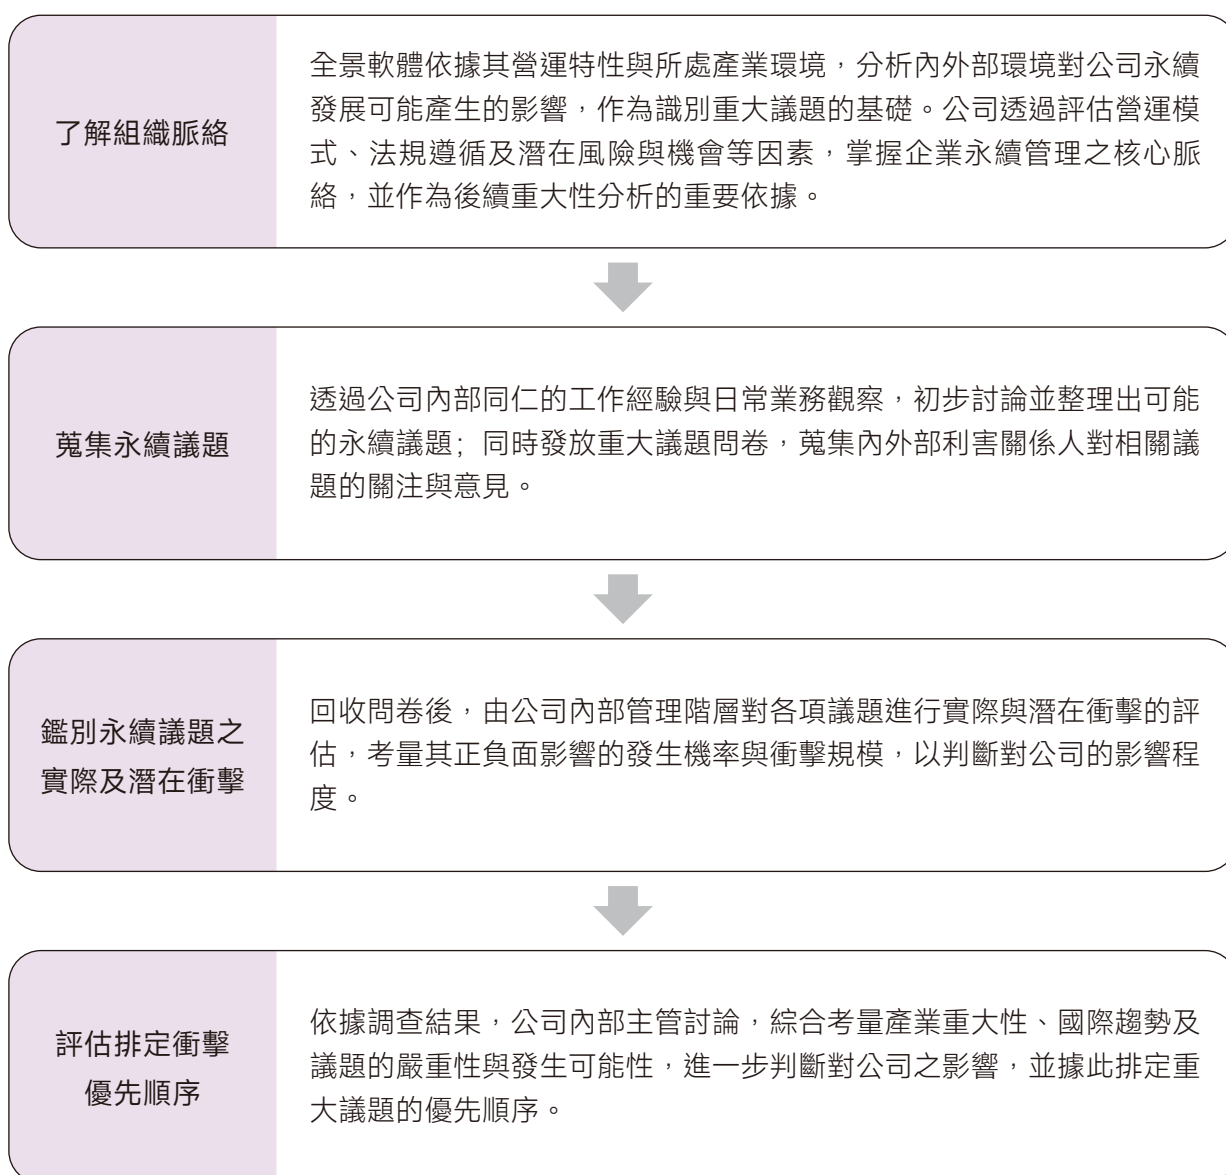 了解組織脈絡
全景軟體依據其營運特性與所處產業環境，分析內外部環境對公司永續
發展可能產生的影響，作為識別重大議題的基礎。公司透過評估營運模
式、法規遵循及潛在風險與機會等因素，掌握企業永續管理之核心脈
絡，並作為後續重大性分析的重要依據。
蒐集永續議題
透過公司內部同仁的工作經驗與日常業務觀察，初步討論並整理出可能
的永續議題；同時發放重大議題問卷，蒐集內外部利害關係人對相關議
題的關注與意見。
鑑別永續議題之
實際及潛在衝擊
回收問卷後，由公司內部管理階層對各項議題進行實際與潛在衝擊的評
估，考量其正負面影響的發生機率與衝擊規模，以判斷對公司的影響程
度。
評估排定衝擊
優先順序
依據調查結果，公司內部主管討論，綜合考量產業重大性、國際趨勢及
議題的嚴重性與發生可能性，進一步判斷對公司之影響，並據此排定重
大議題的優先順序。